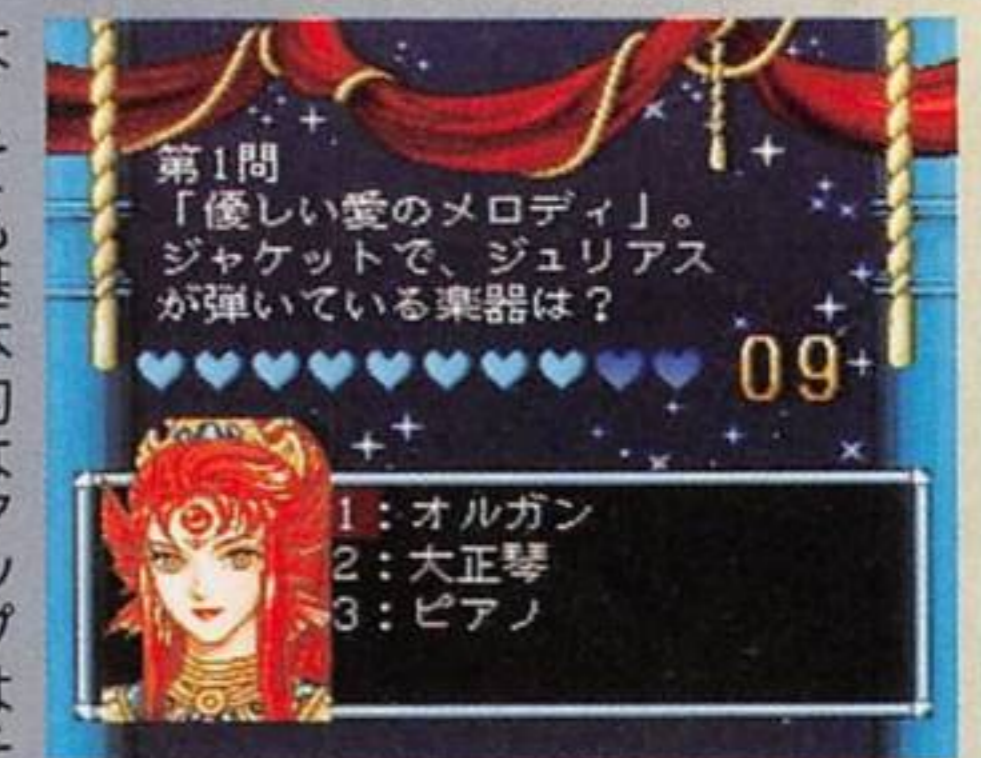 第1問
「優しい愛のメロディ」。
ジャケットで、ジュリアス
が弾いている楽器は?
09
1:オルガン
2:大正琴
3:ピアノ